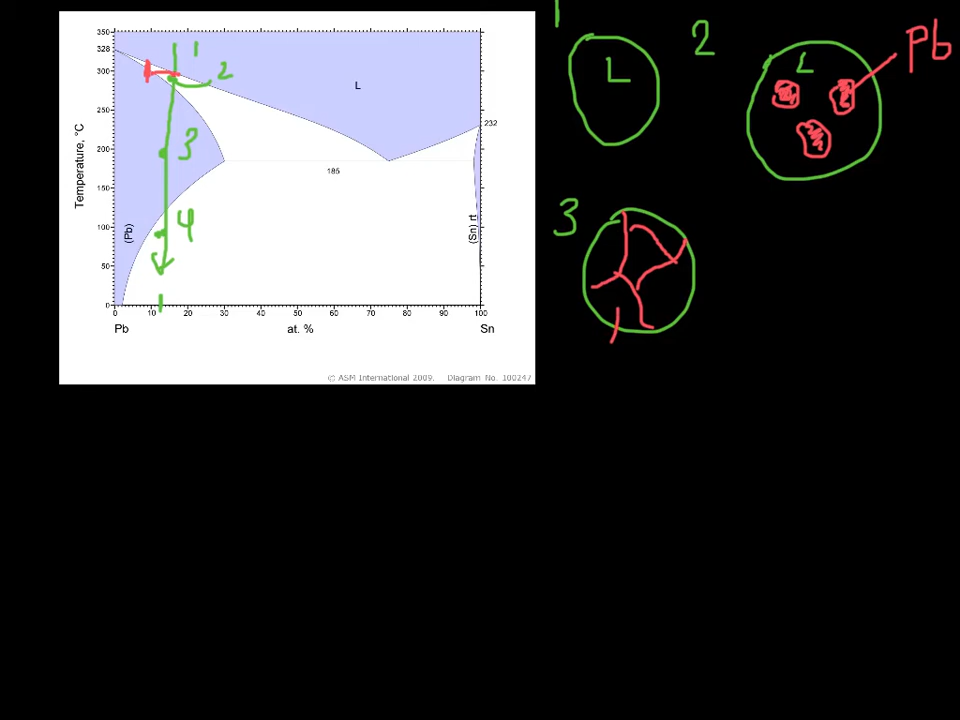 350
328
300
250
200
150
100
50
0
Temperature, °C
(Pb)
L
185
232
(Sn) rt
0 10 20 30 40 50 60 70 80 90 100
Pb at. % Sn
© ASM International 2009. Diagram No. 100247
1
2
3
4
1
L
2
L
Pb
3